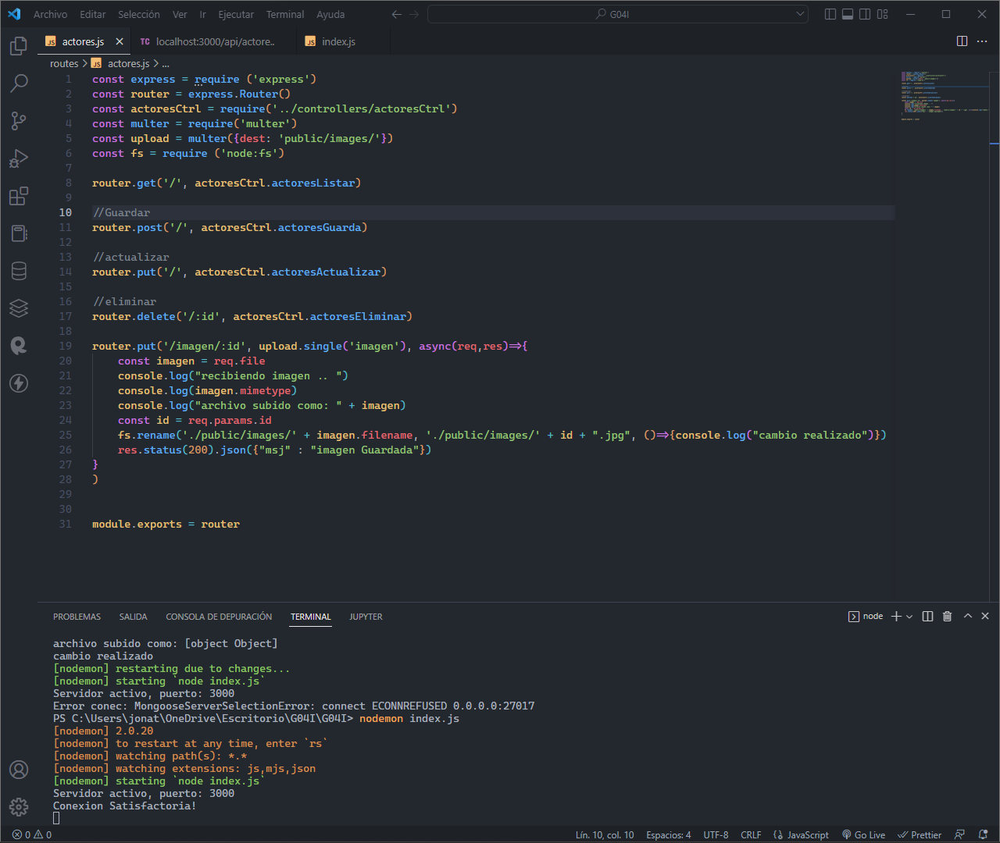 Archivo Editar Selección Ver Ir Ejecutar Terminal Ayuda G04I
JS actores.js TC localhost:3000/api/actore.. JS index.js
routes > JS actores.js > ...
1 const express = require ('express')
2 const router = express.Router()
3 const actoresCtrl = require('../controllers/actoresCtrl')
4 const multer = require('multer')
5 const upload = multer({dest: 'public/images/'})
6 const fs = require ('node:fs')
7
8 router.get('/', actoresCtrl.actoresListar)
9
10 //Guardar
11 router.post('/', actoresCtrl.actoresGuarda)
12
13 //actualizar
14 router.put('/', actoresCtrl.actoresActualizar)
15
16 //eliminar
17 router.delete('/:id', actoresCtrl.actoresEliminar)
18
19 router.put('/imagen/:id', upload.single('imagen'), async(req,res)=>{
20 const imagen = req.file
21 console.log("recibiendo imagen .. ")
22 console.log(imagen.mimetype)
23 console.log("archivo subido como: " + imagen)
24 const id = req.params.id
25 fs.rename('./public/images/' + imagen.filename, './public/images/' + id + ".jpg", ()=>{console.log("cambio realizado")})
26 res.status(200).json({"msj" : "imagen Guardada"})
27 }
28 )
29
30
31 module.exports = router
PROBLEMAS SALIDA CONSOLA DE DEPURACIÓN TERMINAL JUPYTER node
archivo subido como: [object Object]
cambio realizado
[nodemon] restarting due to changes...
[nodemon] starting `node index.js`
Servidor activo, puerto: 3000
Error conec: MongooseServerSelectionError: connect ECONNREFUSED 0.0.0.0:27017
PS C:\Users\jonat\OneDrive\Escritorio\G04I\G04I> nodemon index.js
[nodemon] 2.0.20
[nodemon] to restart at any time, enter `rs`
[nodemon] watching path(s): *.*
[nodemon] watching extensions: js,mjs,json
[nodemon] starting `node index.js`
Servidor activo, puerto: 3000
Conexion Satisfactoria!
0 0 Lín. 10, col. 10 Espacios: 4 UTF-8 CRLF {} JavaScript Go Live Prettier